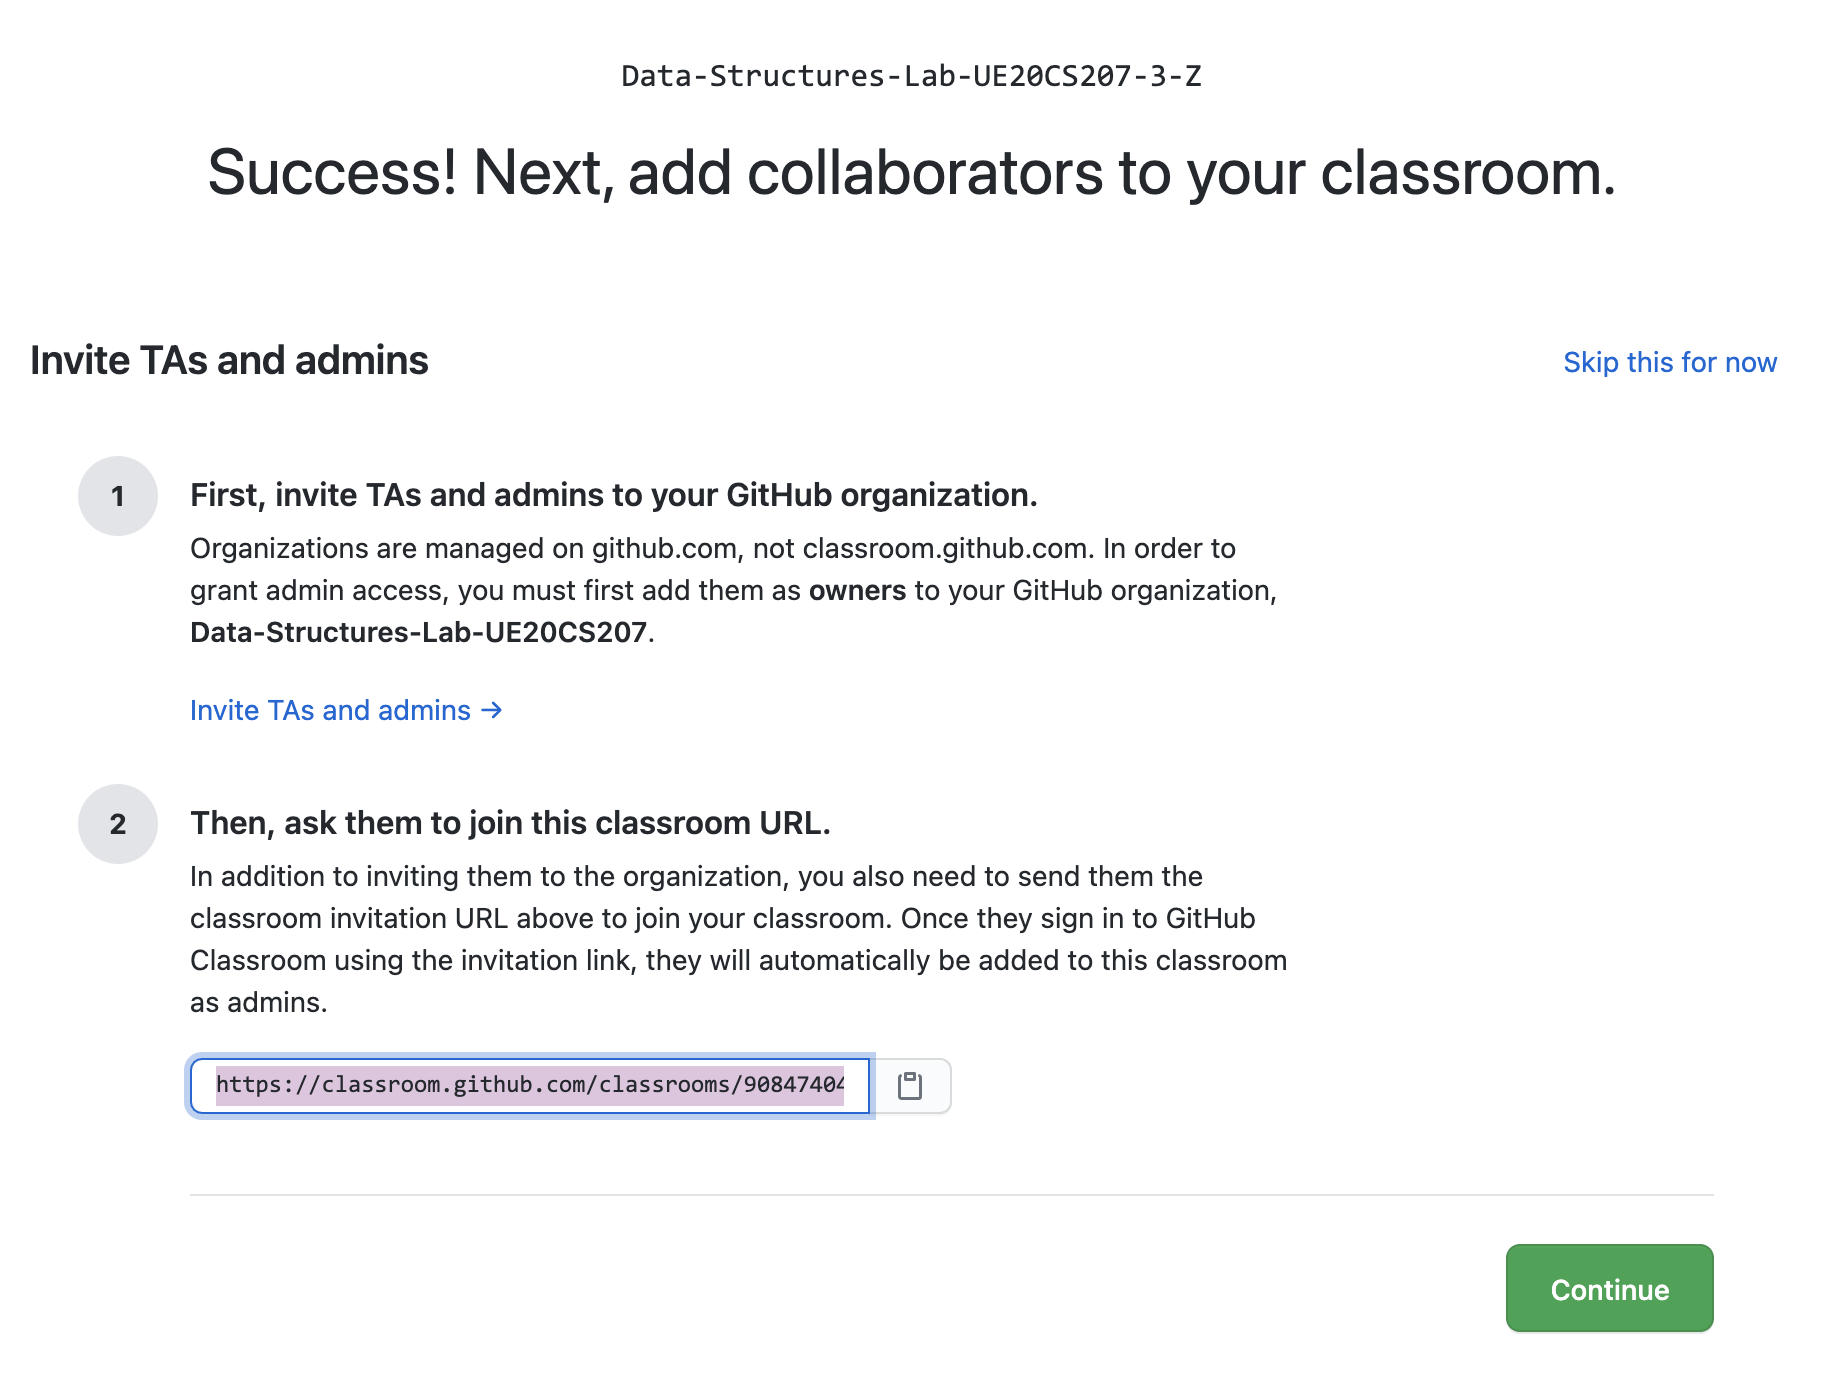 Data-Structures-Lab-UE20CS207-3-Z
Success! Next, add collaborators to your classroom.
Invite TAs and admins
Skip this for now
1
First, invite TAs and admins to your GitHub organization.
Organizations are managed on github.com, not classroom.github.com. In order to
grant admin access, you must first add them as owners to your GitHub organization,
Data-Structures-Lab-UE20CS207.
Invite TAs and admins →
2
Then, ask them to join this classroom URL.
In addition to inviting them to the organization, you also need to send them the
classroom invitation URL above to join your classroom. Once they sign in to GitHub
Classroom using the invitation link, they will automatically be added to this classroom
as admins.
https://classroom.github.com/classrooms/90847404
Continue